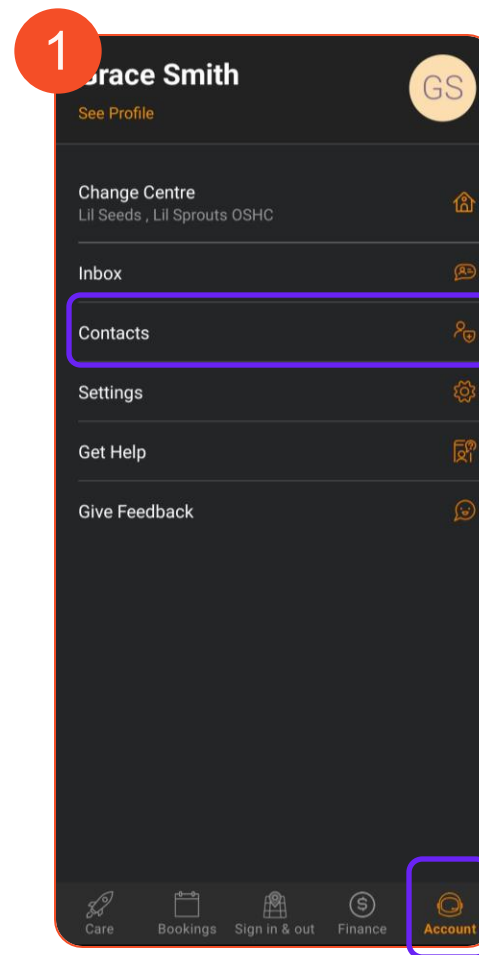 1
Grace Smith
GS
See Profile
Change Centre
Lil Seeds , Lil Sprouts OSHC
Inbox
Contacts
Settings
Get Help
Give Feedback
Care Bookings Sign in & out Finance Account